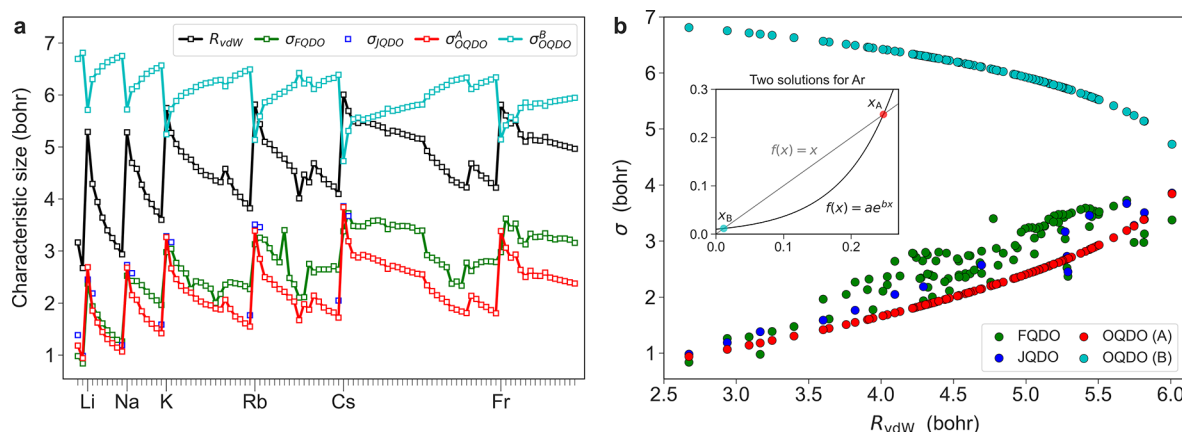 a
Characteristic size (bohr)
7
6
5
4
3
2
1
R_vdW
σ_FQDO
σ_JQDO
σ^A_OQDO
σ^B_OQDO
Li Na K Rb Cs Fr
b
σ (bohr)
7
6
5
4
3
2
1
Two solutions for Ar
0.3
0.2
0.1
0.0
0.0 0.1 0.2
x_A
f(x) = x
x_B
f(x) = ae^{bx}
FQDO OQDO (A)
JQDO OQDO (B)
2.5 3.0 3.5 4.0 4.5 5.0 5.5 6.0
R_vdW (bohr)